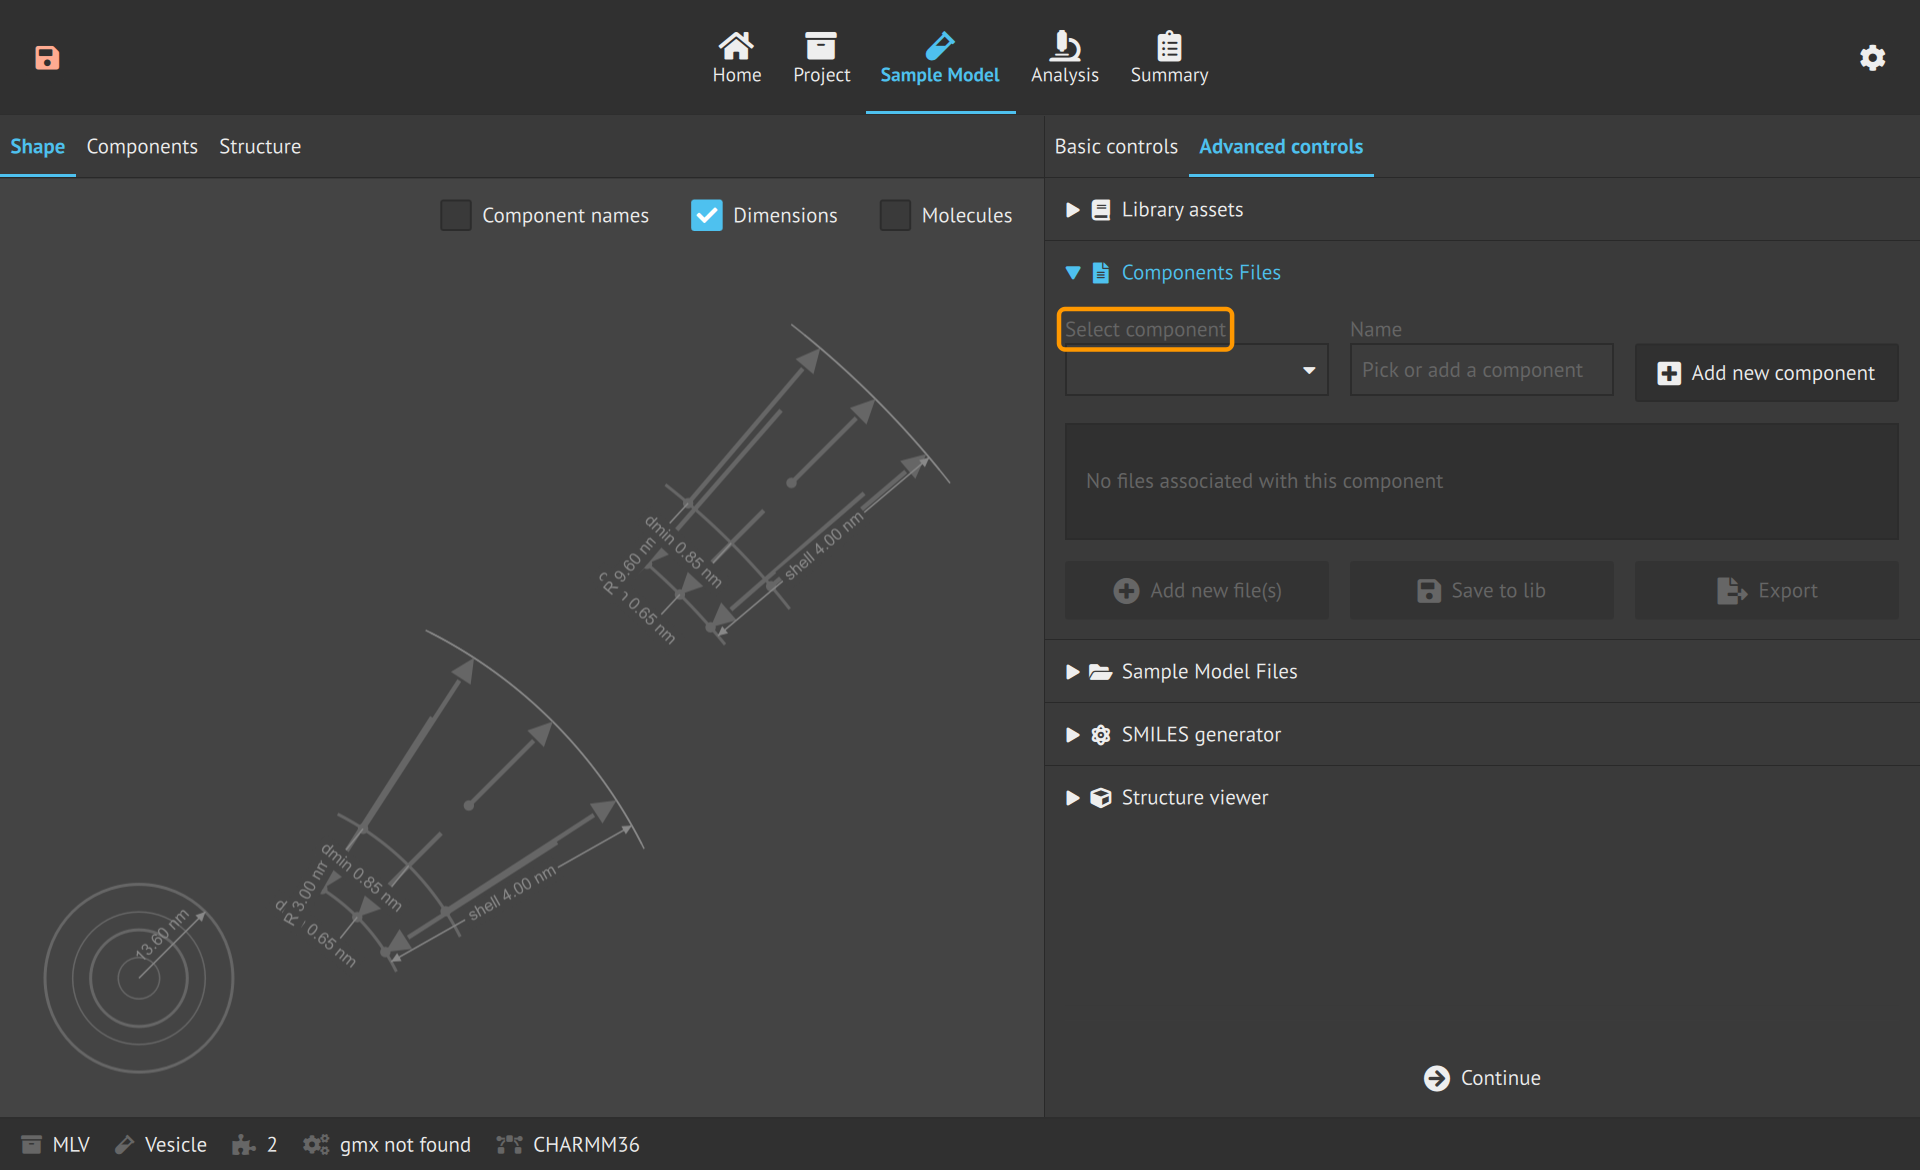 Home
Project
Sample Model
Analysis
Summary
Shape
Components
Structure
Basic controls
Advanced controls
Component names
Dimensions
Molecules
Library assets
Components Files
Select component
Name
Pick or add a component
Add new component
No files associated with this component
Add new file(s)
Save to lib
Export
Sample Model Files
SMILES generator
Structure viewer
Continue
dmin 0.85 nm
R 9.60 nm
0.65 nm
shell 4.00 nm
dmin 0.85 nm
R 3.00 nm
0.65 nm
shell 4.00 nm
13.60 nm
MLV
Vesicle
2
gmx not found
CHARMM36